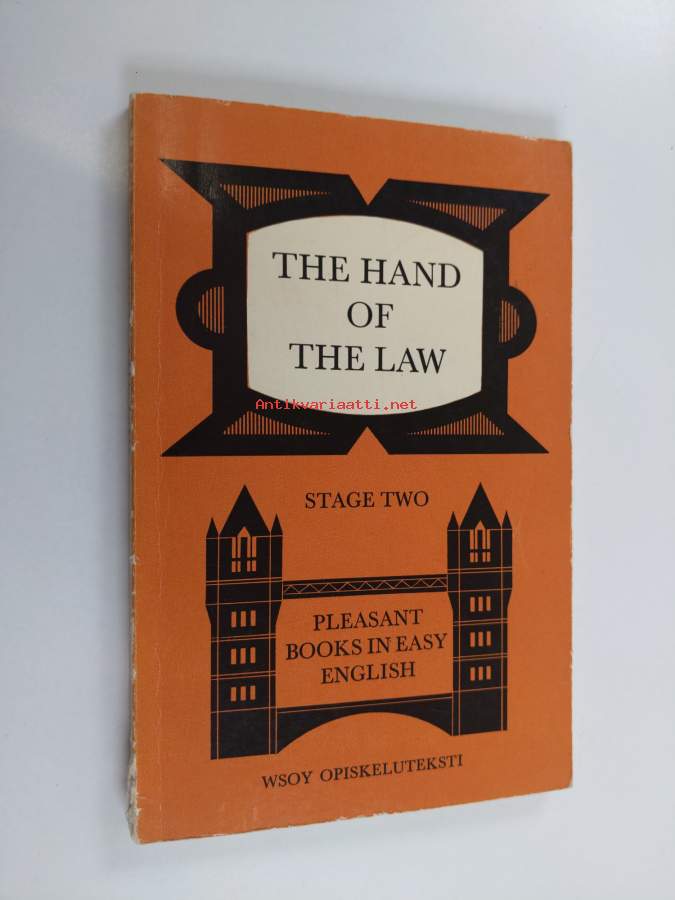 THE HAND
OF
THE LAW
Antikvariaatti.net
STAGE TWO
PLEASANT
BOOKS IN EASY
ENGLISH
WSOY OPISKELUTEKSTI